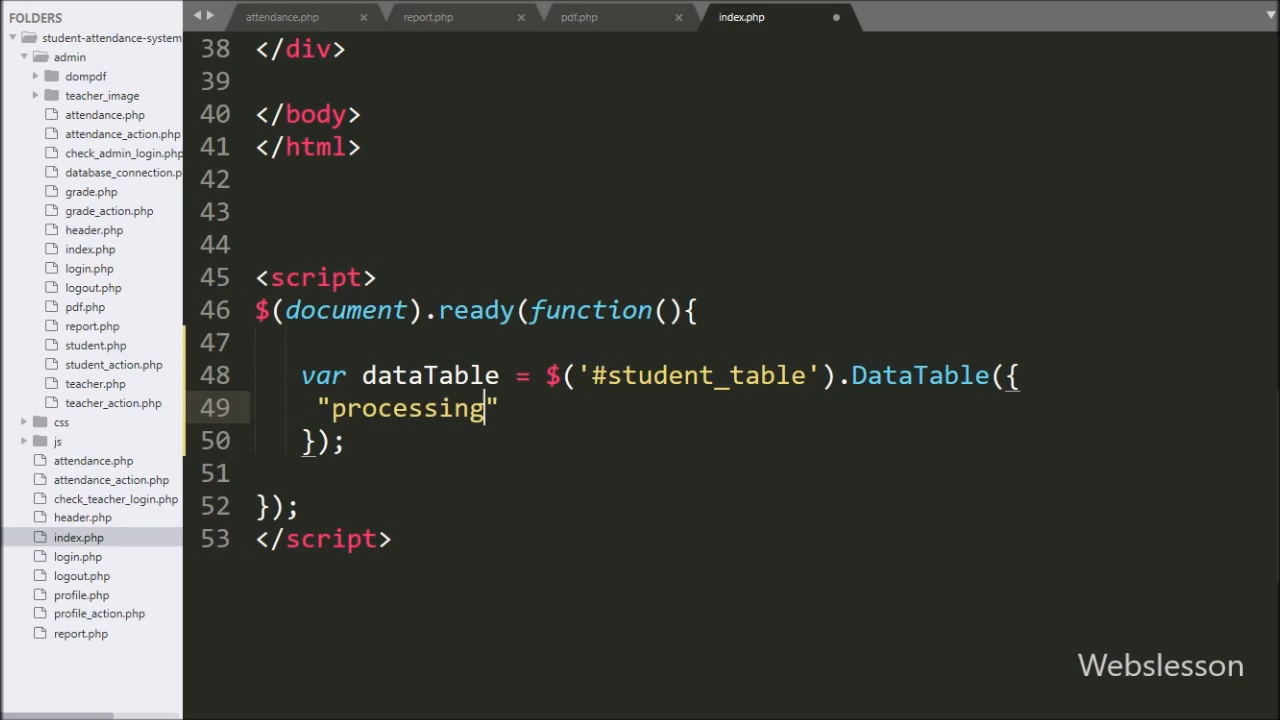 FOLDERS
student-attendance-system
admin
dompdf
teacher_image
attendance.php
attendance_action.php
check_admin_login.php
database_connection.p
grade.php
grade_action.php
header.php
index.php
login.php
logout.php
pdf.php
report.php
student.php
student_action.php
teacher.php
teacher_action.php
css
js
attendance.php
attendance_action.php
check_teacher_login.php
header.php
index.php
login.php
logout.php
profile.php
profile_action.php
report.php
attendance.php × report.php × pdf.php × index.php
38 </div>
39
40 </body>
41 </html>
42
43
44
45 <script>
46 $(document).ready(function(){
47
48 var dataTable = $('#student_table').DataTable({
49 "processing"
50 });
51
52 });
53 </script>
Webslesson